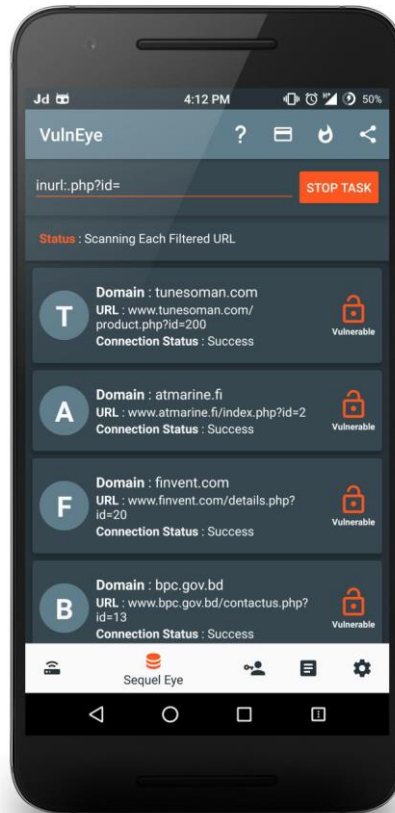 Jd
4:12 PM
50%
VulnEye
?
inurl:.php?id=
STOP TASK
Status : Scanning Each Filtered URL
T
Domain : tunesoman.com
URL : www.tunesoman.com/
product.php?id=200
Connection Status : Success
Vulnerable
A
Domain : atmarine.fi
URL : www.atmarine.fi/index.php?id=2
Connection Status : Success
Vulnerable
F
Domain : finvent.com
URL : www.finvent.com/details.php?
id=20
Connection Status : Success
Vulnerable
B
Domain : bpc.gov.bd
URL : www.bpc.gov.bd/contactus.php?
id=13
Connection Status : Success
Vulnerable
Sequel Eye